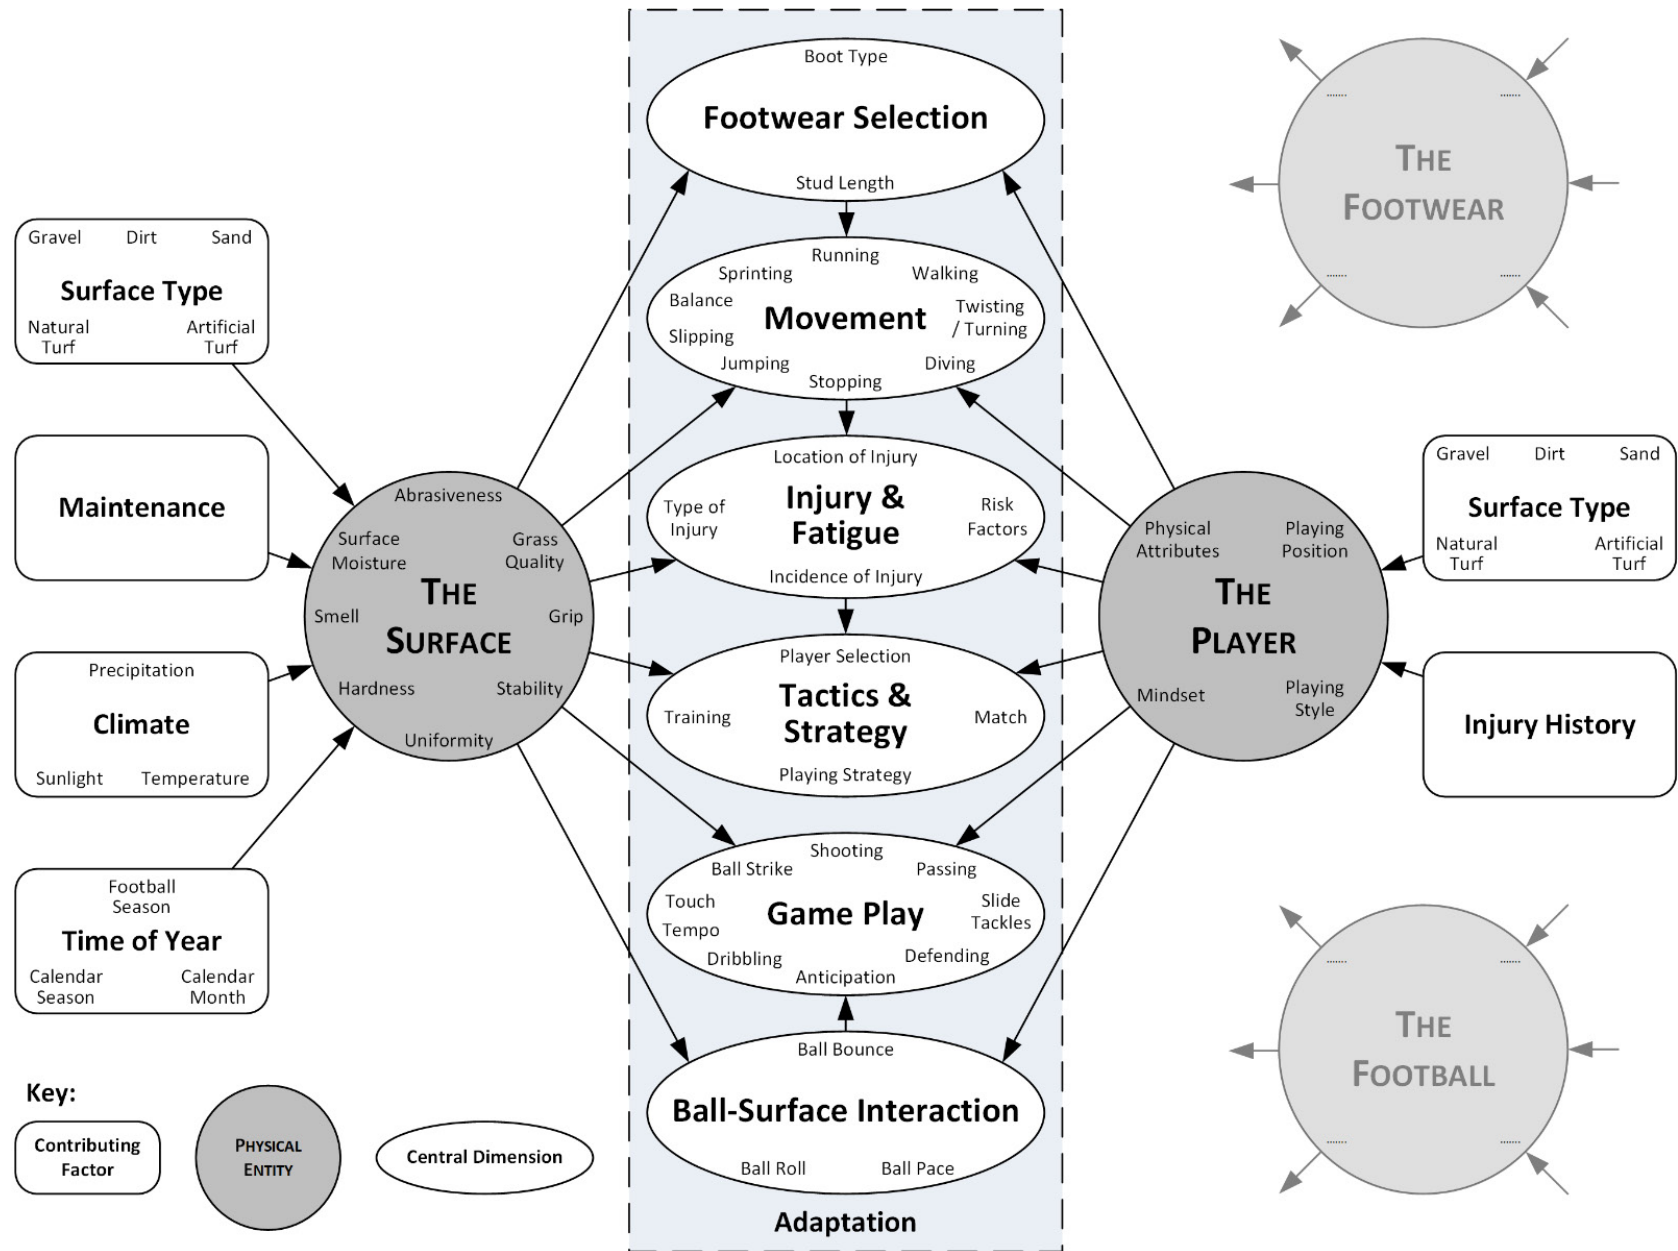 Boot Type
Footwear Selection
Stud Length
Running
Sprinting Walking
Balance
Movement
Twisting
/ Turning
Slipping
Jumping Diving
Stopping
Location of Injury
Type of
Injury
Injury &
Fatigue
Risk
Factors
Incidence of Injury
Player Selection
Training
Tactics &
Strategy
Match
Playing Strategy
Shooting
Ball Strike Passing
Touch
Tempo
Game Play
Slide
Tackles
Dribbling Defending
Anticipation
Ball Bounce
Ball-Surface Interaction
Ball Roll Ball Pace
Adaptation
Gravel Dirt Sand
Surface Type
Natural
Turf
Artificial
Turf
Maintenance
Precipitation
Climate
Sunlight Temperature
Football
Season
Time of Year
Calendar
Season
Calendar
Month
Abrasiveness
Surface
Moisture
Grass
Quality
Smell
THE
SURFACE
Grip
Hardness Stability
Uniformity
Physical
Attributes
Playing
Position
THE
PLAYER
Mindset
Playing
Style
Gravel Dirt Sand
Surface Type
Natural
Turf
Artificial
Turf
Injury History
....... .......
THE
FOOTWEAR
....... .......
....... .......
THE
FOOTBALL
....... .......
Key:
Contributing
Factor
PHYSICAL
ENTITY
Central Dimension